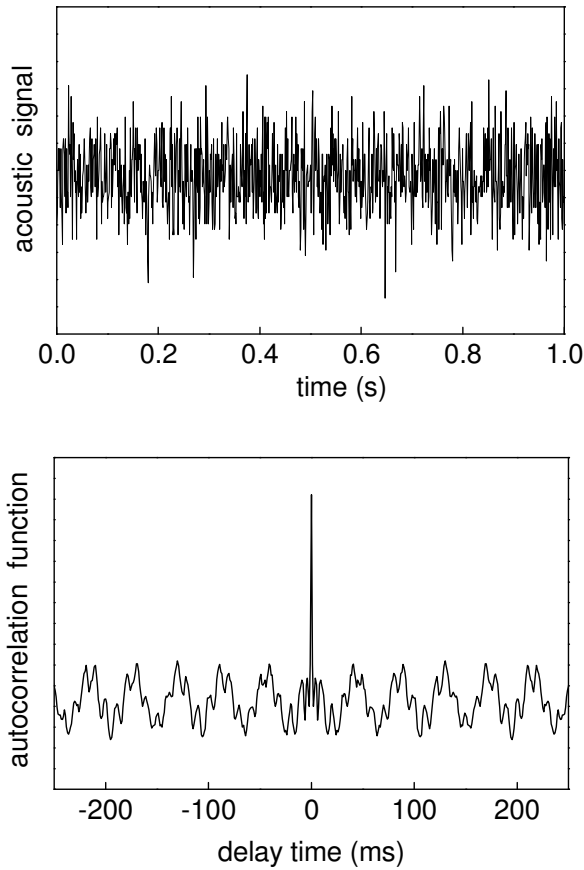 acoustic signal
0.0 0.2 0.4 0.6 0.8 1.0
time (s)
autocorrelation function
-200 -100 0 100 200
delay time (ms)